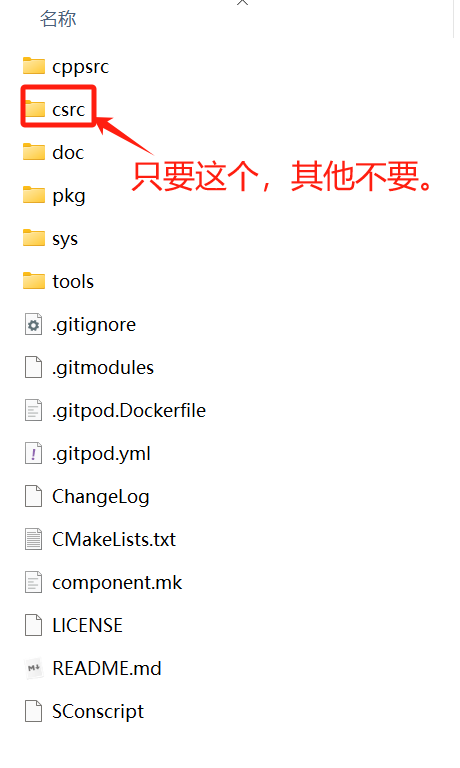 名称
cppsrc
csrc
doc
只要这个，其他不要。
pkg
sys
tools
.gitignore
.gitmodules
.gitpod.Dockerfile
.gitpod.yml
ChangeLog
CMakeLists.txt
component.mk
LICENSE
README.md
SConscript